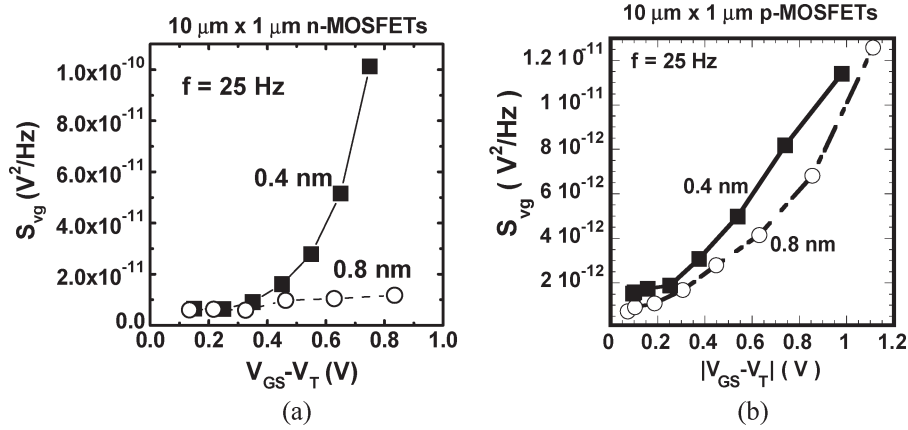 10 μm x 1 μm n-MOSFETs
1.0x10⁻¹⁰
8.0x10⁻¹¹
6.0x10⁻¹¹
4.0x10⁻¹¹
2.0x10⁻¹¹
0.0
S_vg (V²/Hz)
f = 25 Hz
0.4 nm
0.8 nm
0.0 0.2 0.4 0.6 0.8 1.0
V_GS-V_T (V)
(a)
10 μm x 1 μm p-MOSFETs
1.2 10⁻¹¹
1 10⁻¹¹
8 10⁻¹²
6 10⁻¹²
4 10⁻¹²
2 10⁻¹²
S_vg ( V²/Hz)
f = 25 Hz
0.4 nm
0.8 nm
0 0.2 0.4 0.6 0.8 1 1.2
|V_GS-V_T| ( V )
(b)